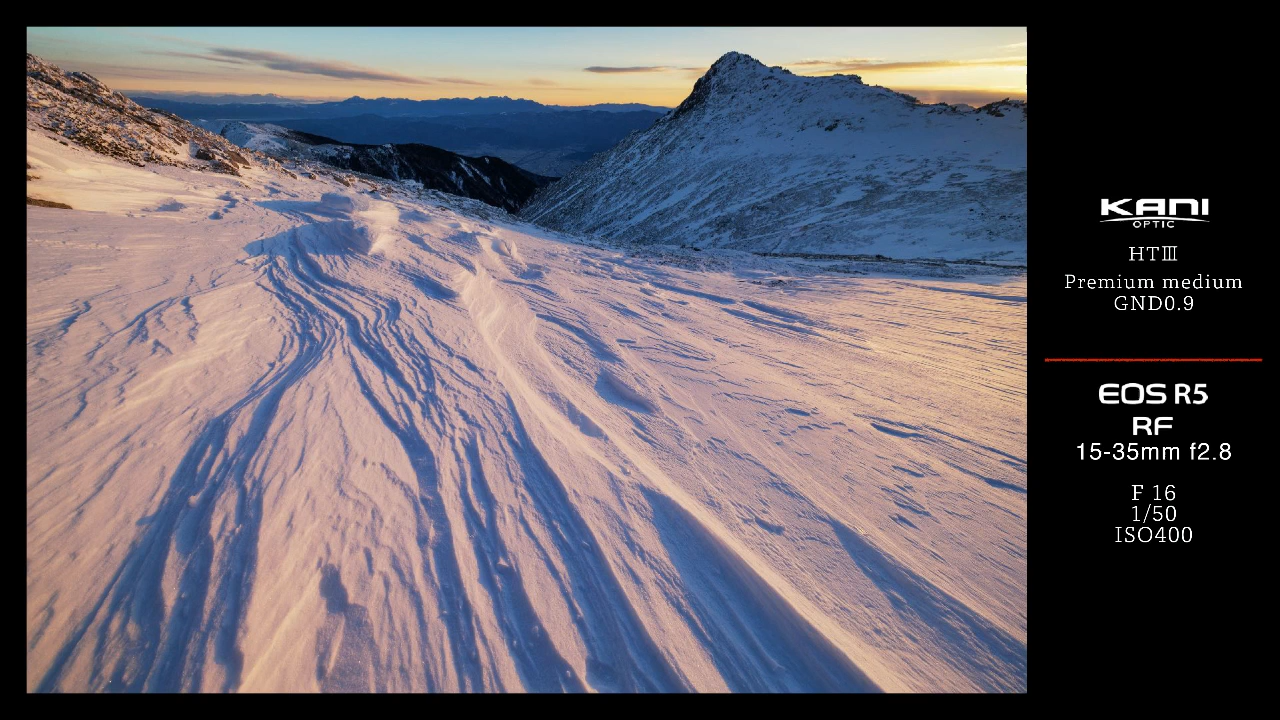 KANI
OPTIC
HTⅢ
Premium medium
GND0.9
EOS R5
RF
15-35mm f2.8
F 16
1/50
ISO400